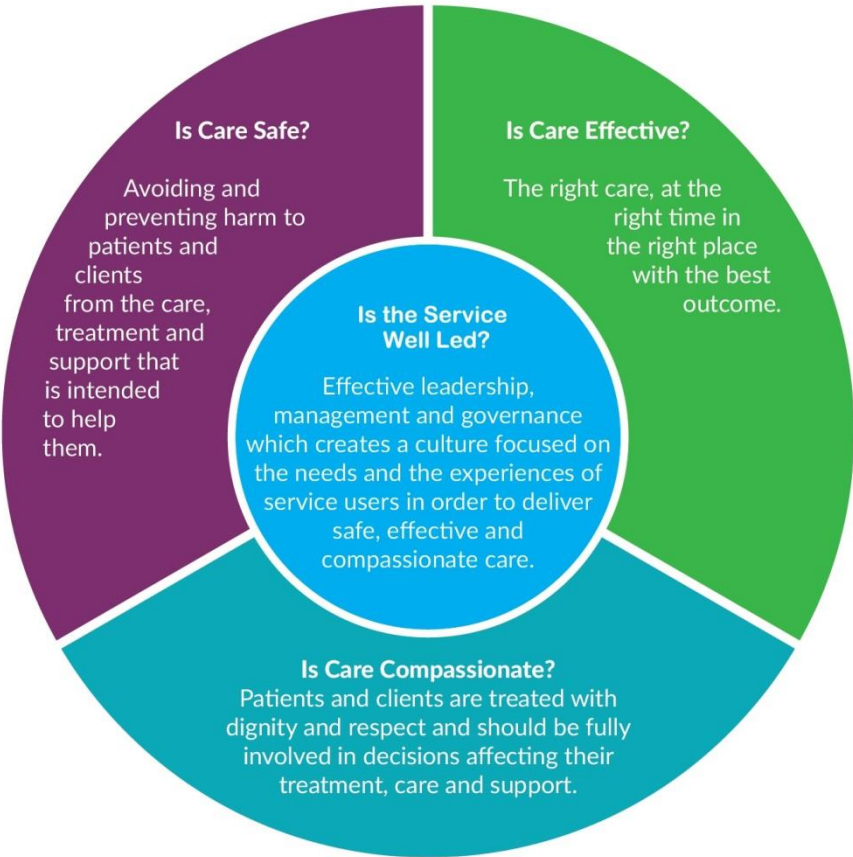 Is Care Safe?
Avoiding and
preventing harm to
patients and
clients
from the care,
treatment and
support that
is intended
to help
them.
Is Care Effective?
The right care, at the
right time in
the right place
with the best
outcome.
Is the Service
Well Led?
Effective leadership,
management and governance
which creates a culture focused on
the needs and the experiences of
service users in order to deliver
safe, effective and
compassionate care.
Is Care Compassionate?
Patients and clients are treated with
dignity and respect and should be fully
involved in decisions affecting their
treatment, care and support.